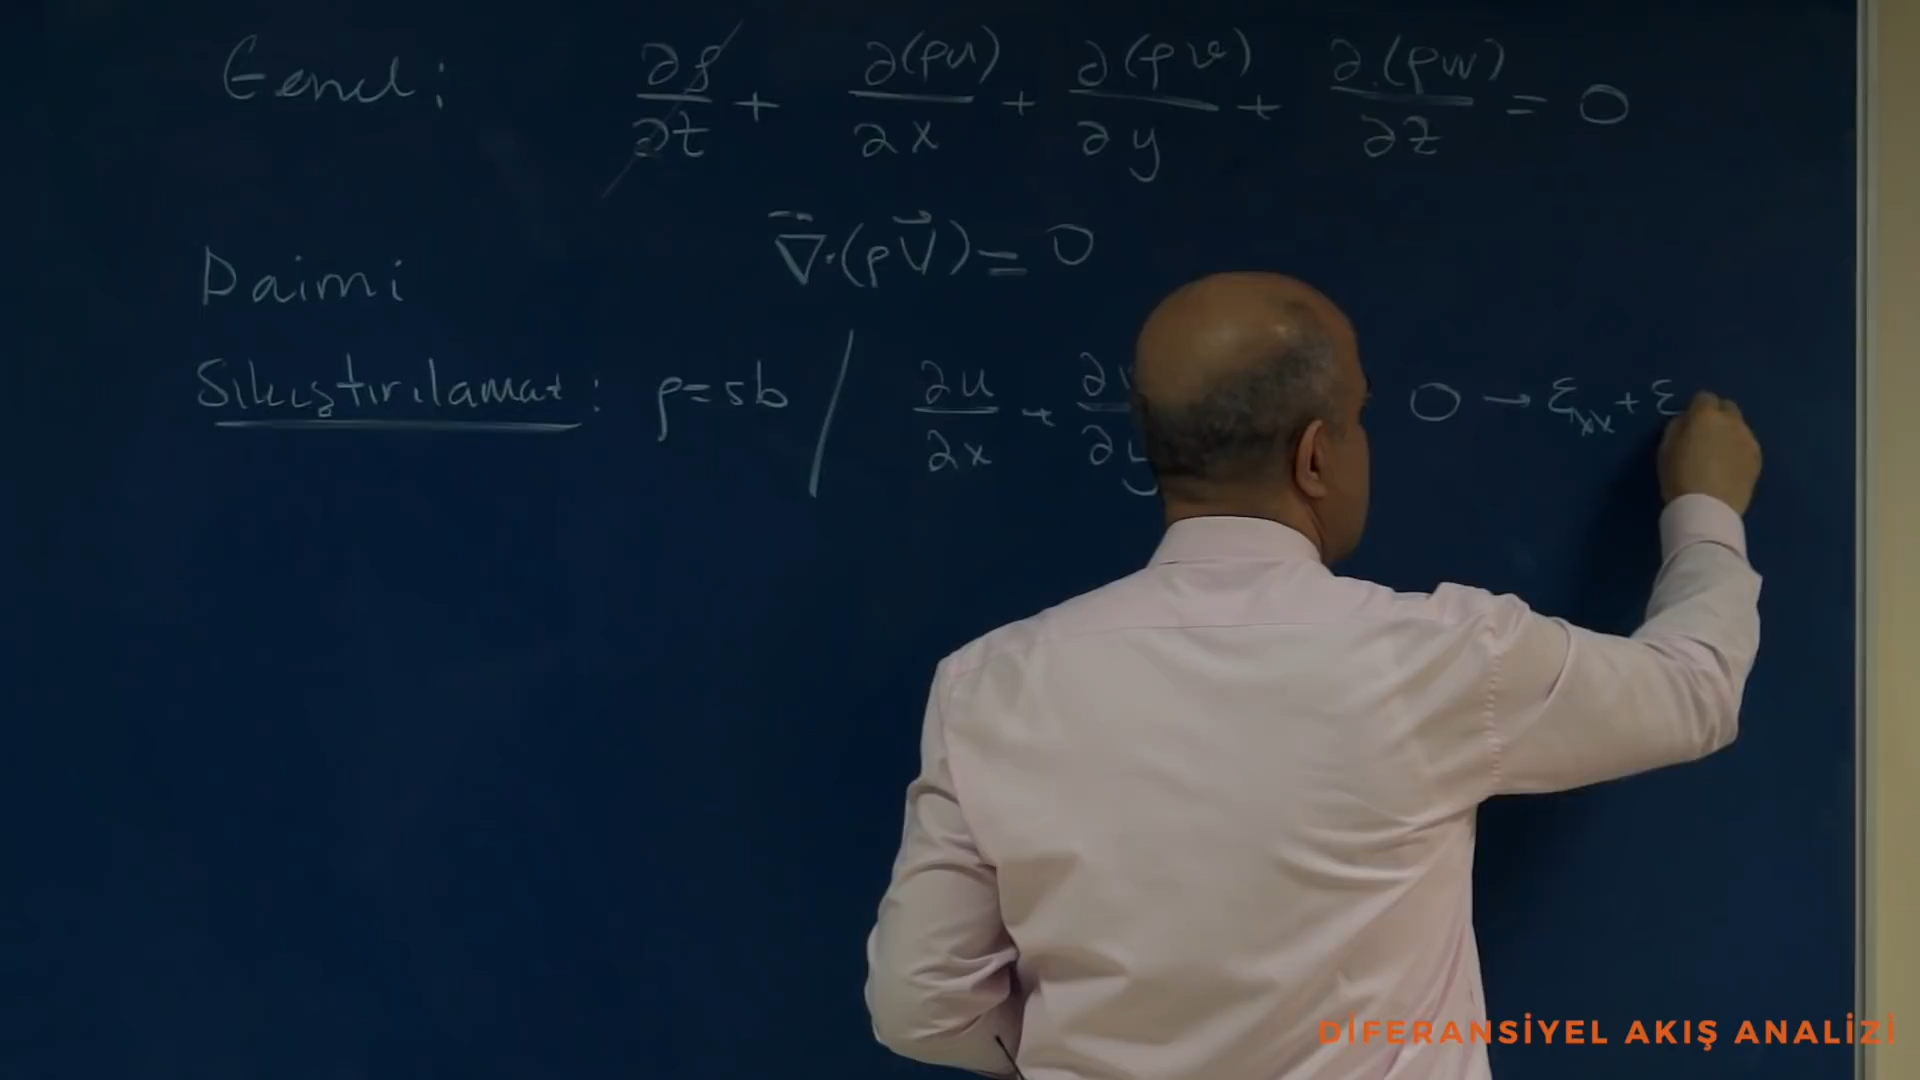 Genel: ∂ρ/∂t + ∂(ρu)/∂x + ∂(ρv)/∂y + ∂(ρw)/∂z = 0
∇⃗·(ρV⃗) = 0
Daimi
Sıkıştırılamaz: ρ=sb / ∂u/∂x + ∂v/∂y 0 → ε_xx + ε
DİFERANSİYEL AKIŞ ANALİZİ